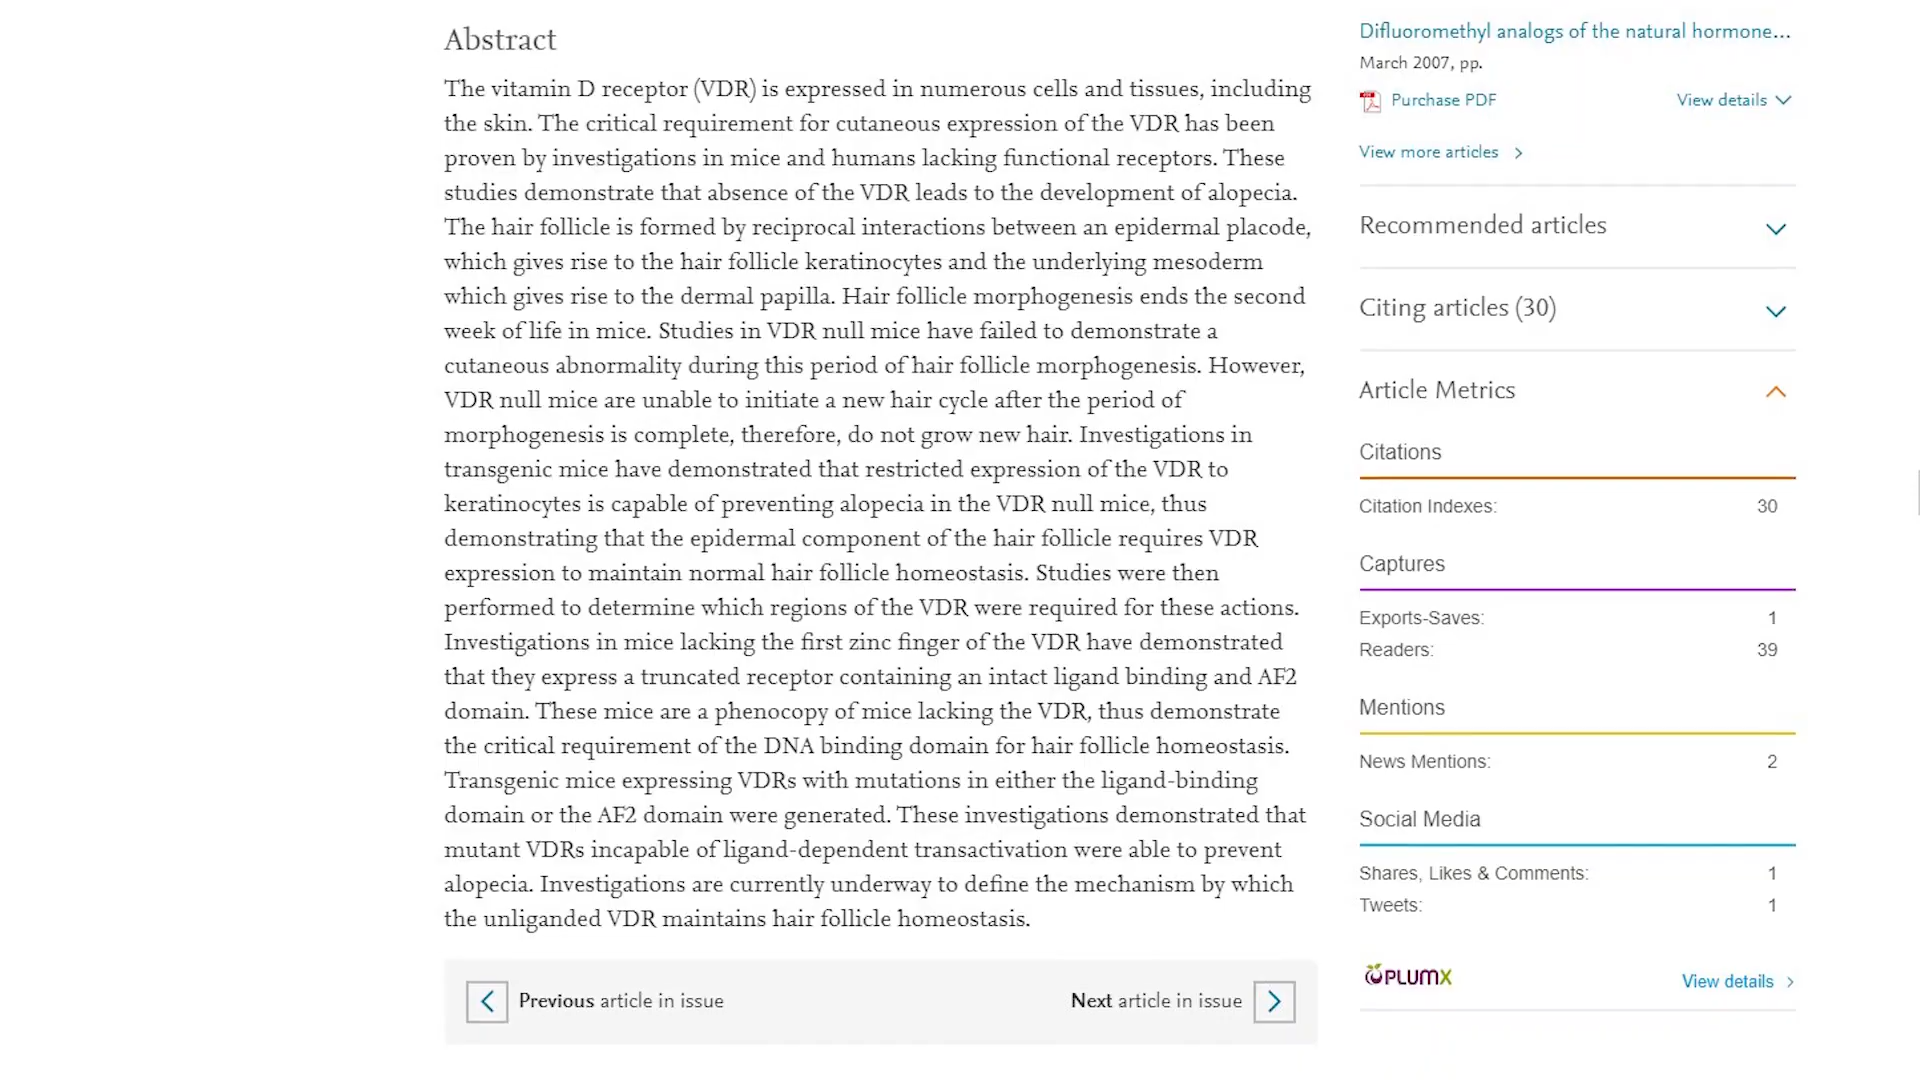 Abstract
The vitamin D receptor (VDR) is expressed in numerous cells and tissues, including
the skin. The critical requirement for cutaneous expression of the VDR has been
proven by investigations in mice and humans lacking functional receptors. These
studies demonstrate that absence of the VDR leads to the development of alopecia.
The hair follicle is formed by reciprocal interactions between an epidermal placode,
which gives rise to the hair follicle keratinocytes and the underlying mesoderm
which gives rise to the dermal papilla. Hair follicle morphogenesis ends the second
week of life in mice. Studies in VDR null mice have failed to demonstrate a
cutaneous abnormality during this period of hair follicle morphogenesis. However,
VDR null mice are unable to initiate a new hair cycle after the period of
morphogenesis is complete, therefore, do not grow new hair. Investigations in
transgenic mice have demonstrated that restricted expression of the VDR to
keratinocytes is capable of preventing alopecia in the VDR null mice, thus
demonstrating that the epidermal component of the hair follicle requires VDR
expression to maintain normal hair follicle homeostasis. Studies were then
performed to determine which regions of the VDR were required for these actions.
Investigations in mice lacking the first zinc finger of the VDR have demonstrated
that they express a truncated receptor containing an intact ligand binding and AF2
domain. These mice are a phenocopy of mice lacking the VDR, thus demonstrate
the critical requirement of the DNA binding domain for hair follicle homeostasis.
Transgenic mice expressing VDRs with mutations in either the ligand-binding
domain or the AF2 domain were generated. These investigations demonstrated that
mutant VDRs incapable of ligand-dependent transactivation were able to prevent
alopecia. Investigations are currently underway to define the mechanism by which
the unliganded VDR maintains hair follicle homeostasis.
Previous article in issue
Next article in issue
Difluoromethyl analogs of the natural hormone...
March 2007, pp.
Purchase PDF
View details
View more articles
Recommended articles
Citing articles (30)
Article Metrics
Citations
Citation Indexes: 30
Captures
Exports-Saves: 1
Readers: 39
Mentions
News Mentions: 2
Social Media
Shares, Likes & Comments: 1
Tweets: 1
PLUMX
View details